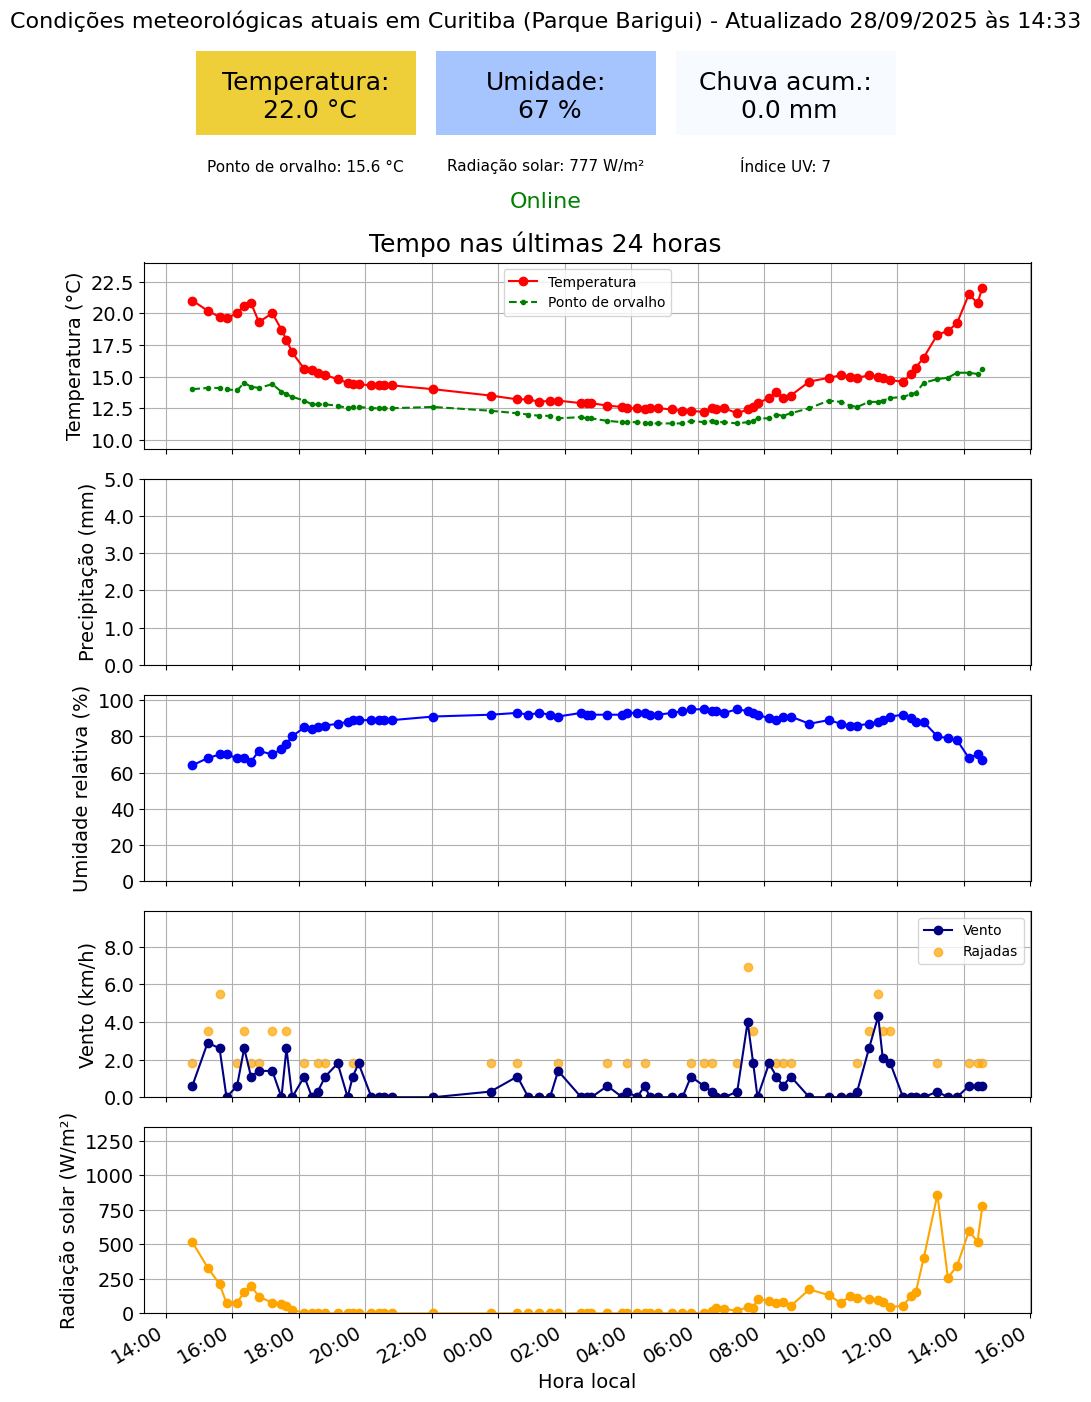 Condições meteorológicas atuais em Curitiba (Parque Barigui) - Atualizado 28/09/2025 às 14:33
Temperatura:
22.0 °C
Umidade:
67 %
Chuva acum.:
0.0 mm
Ponto de orvalho: 15.6 °C
Radiação solar: 777 W/m²
Índice UV: 7
Online
Tempo nas últimas 24 horas
Temperatura (°C)
22.5
20.0
17.5
15.0
12.5
10.0
Temperatura
Ponto de orvalho
Precipitação (mm)
5.0
4.0
3.0
2.0
1.0
0.0
Umidade relativa (%)
100
80
60
40
20
0
Vento (km/h)
8.0
6.0
4.0
2.0
0.0
Vento
Rajadas
Radiação solar (W/m²)
1250
1000
750
500
250
0
14:00
16:00
18:00
20:00
22:00
00:00
02:00
04:00
06:00
08:00
10:00
12:00
14:00
16:00
Hora local